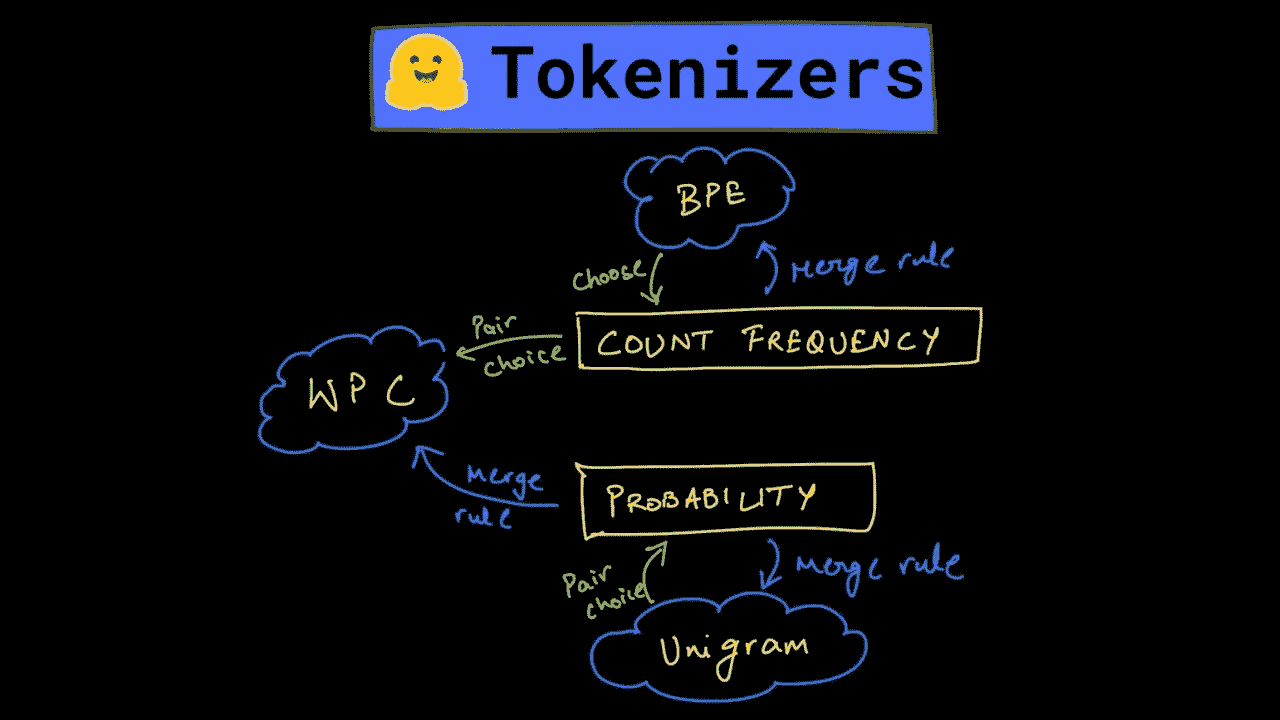 Tokenizers
BPE
Choose
Merge rule
Pair
choice
COUNT FREQUENCY
WPC
Merge
rule
PROBABILITY
Pair
choice
Merge rule
Unigram